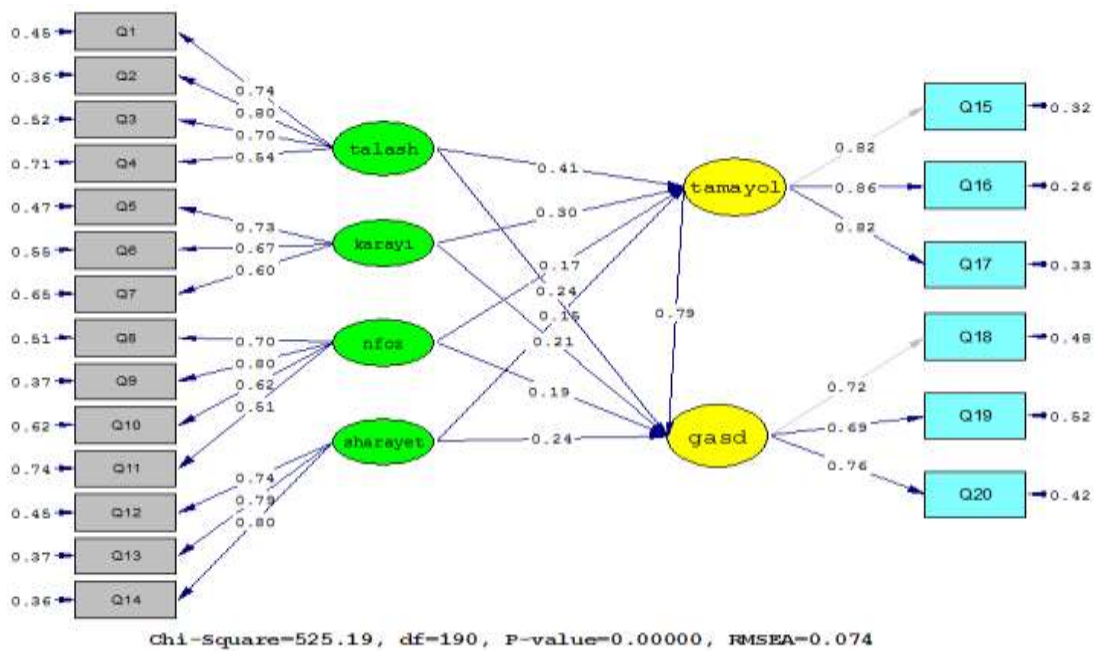 0.45 Q1
0.36 Q2
0.52 Q3
0.71 Q4
0.47 Q5
0.55 Q6
0.65 Q7
0.51 Q8
0.37 Q9
0.62 Q10
0.74 Q11
0.45 Q12
0.37 Q13
0.36 Q14
0.74
0.80
0.70
0.54
0.73
0.67
0.60
0.70
0.80
0.62
0.51
0.74
0.79
0.80
talash
karayi
nfoz
sharayet
0.41
0.30
0.17
0.24
0.21
0.19
0.24
0.79
tamayol
gasd
0.82
0.86
0.82
0.72
0.69
0.76
Q15 0.32
Q16 0.26
Q17 0.33
Q18 0.48
Q19 0.52
Q20 0.42
Chi-Square=525.19, df=190, P-value=0.00000, RMSEA=0.074